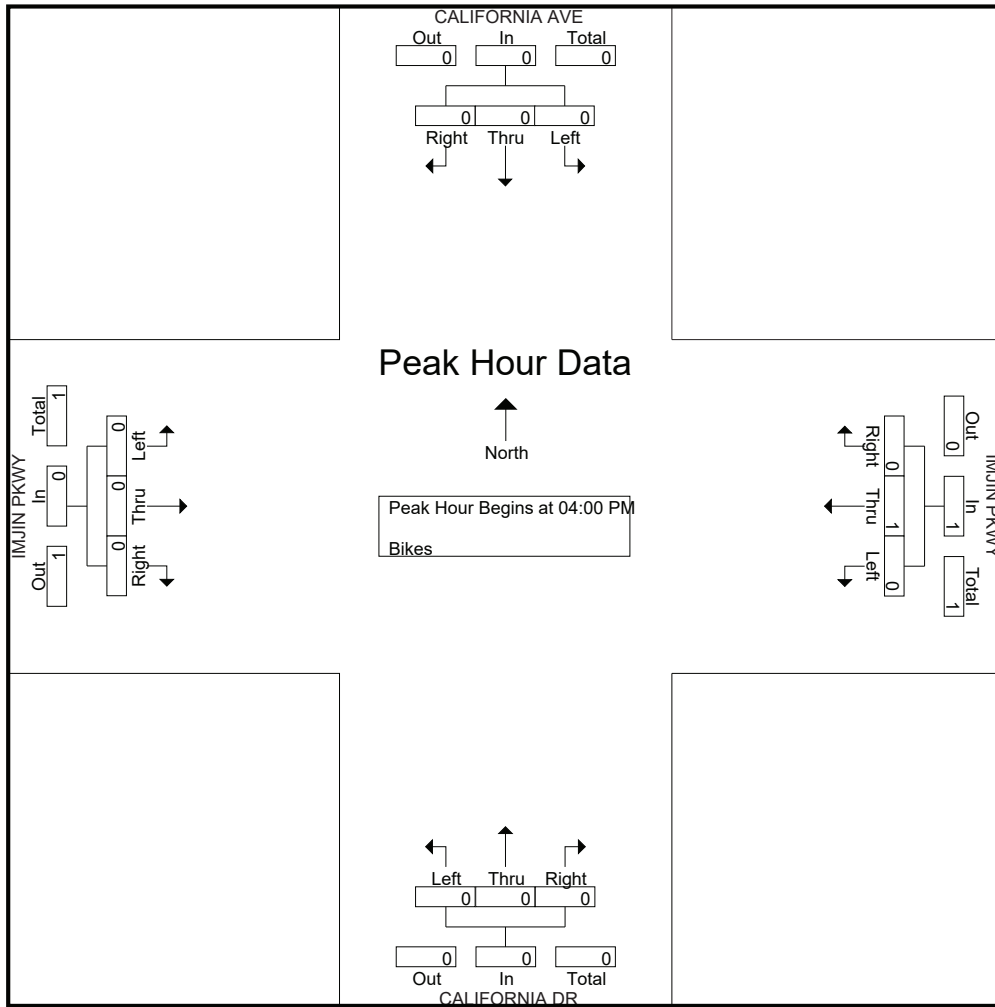 CALIFORNIA AVE
Out In Total
0 0 0
0 0 0
Right Thru Left
Peak Hour Data
North
Peak Hour Begins at 04:00 PM
Bikes
IMJIN PKWY
Out In Total
1 0 1
0 0 0
Right Thru Left
IMJIN PKWY
Out In Total
0 1 1
0 1 0
Right Thru Left
Left Thru Right
0 0 0
0 0 0
Out In Total
CALIFORNIA DR